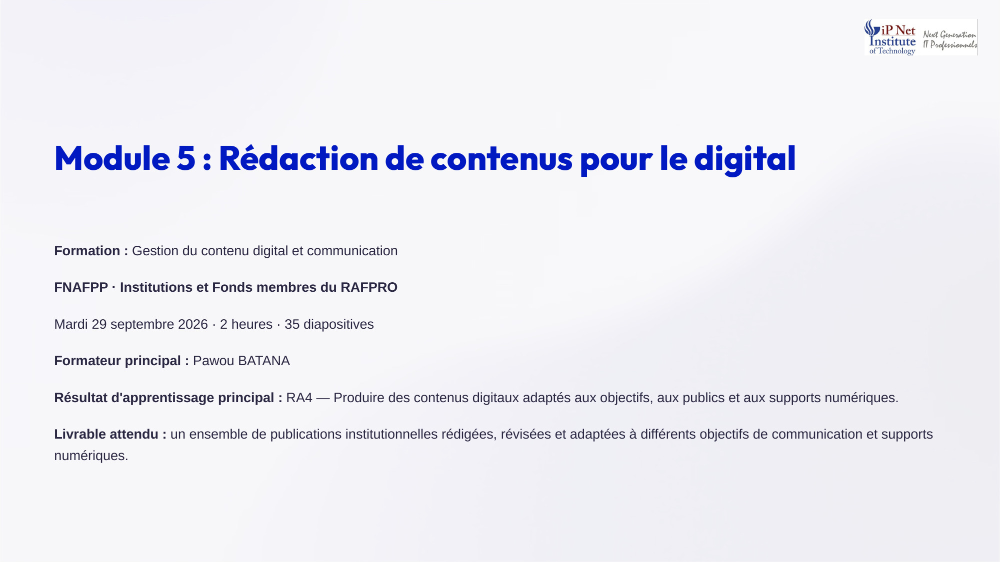 iP Net
Institute
of Technology
Next Generation
IT Professionnels
Module 5 : Rédaction de contenus pour le digital
Formation : Gestion du contenu digital et communication
FNAFPP · Institutions et Fonds membres du RAFPRO
Mardi 29 septembre 2026 · 2 heures · 35 diapositives
Formateur principal : Pawou BATANA
Résultat d'apprentissage principal : RA4 — Produire des contenus digitaux adaptés aux objectifs, aux publics et aux supports numériques.
Livrable attendu : un ensemble de publications institutionnelles rédigées, révisées et adaptées à différents objectifs de communication et supports
numériques.